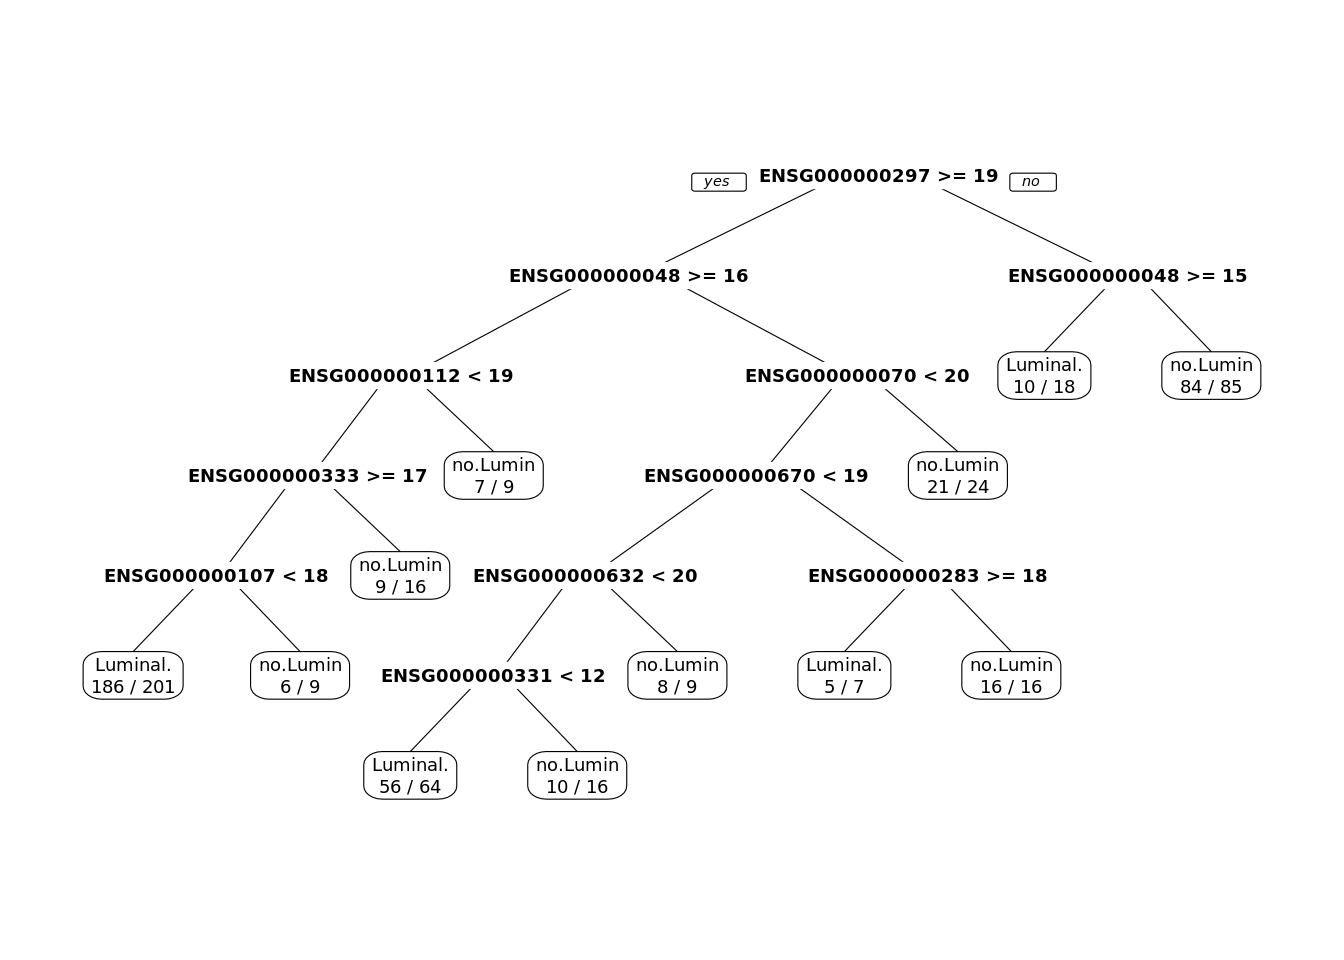 yes
ENSG000000297 >= 19
no
ENSG000000048 >= 16
ENSG000000048 >= 15
ENSG000000112 < 19
ENSG000000070 < 20
Luminal.
10 / 18
no.Lumin
84 / 85
ENSG000000333 >= 17
no.Lumin
7 / 9
ENSG000000670 < 19
no.Lumin
21 / 24
ENSG000000107 < 18
no.Lumin
9 / 16
ENSG000000632 < 20
ENSG000000283 >= 18
Luminal.
186 / 201
no.Lumin
6 / 9
ENSG000000331 < 12
no.Lumin
8 / 9
Luminal.
5 / 7
no.Lumin
16 / 16
Luminal.
56 / 64
no.Lumin
10 / 16